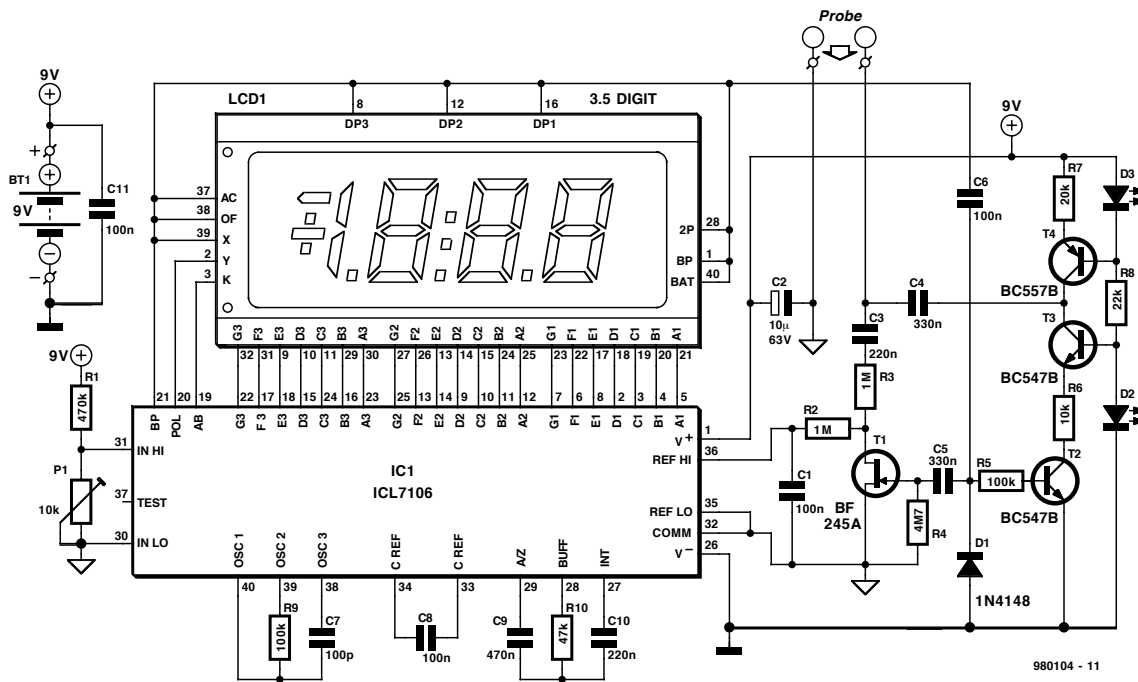 Probe
9V
LCD1
3.5 DIGIT
8 12 16
DP3 DP2 DP1
9V
+
BT1
9V
C11
100n
–
37 AC
38 OF
39 X
2 Y
3 K
28 2P
1 BP
40 BAT
G3 F3 E3 D3 C3 B3 A3 G2 F2 E2 D2 C2 B2 A2 G1 F1 E1 D1 C1 B1 A1
32 31 9 10 11 29 30 27 26 13 14 15 24 25 23 22 17 18 19 20 21
9V
R1
470k
21 20 19 22 17 18 15 24 16 23 25 13 14 9 10 11 12 7 6 8 2 3 4 5
BP POL AB G3 F 3 E3 D3 C3 B3 A3 G2 F2 E2 D2 C2 B2 A2 G1 F1 E1 D1 C1 B1 A1
31 IN HI
P1
10k
37 TEST
30 IN LO
IC1
ICL7106
V+ 1
REF HI 36
REF LO 35
COMM 32
V– 26
OSC 1 OSC 2 OSC 3 C REF C REF A/Z BUFF INT
40 39 38 34 33 29 28 27
R9
100k
C7
100p
C8
100n
C9
470n
R10
47k
C10
220n
9V
C2
10µ
63V
C3
220n
C4
330n
R3
1M
R2
1M
C1
100n
T1
BF
245A
C5
330n
R4
4M7
R5
100k
C6
100n
D1
1N4148
R7
20k
D3
T4
BC557B
R8
22k
T3
BC547B
R6
10k
D2
T2
BC547B
980104 - 11